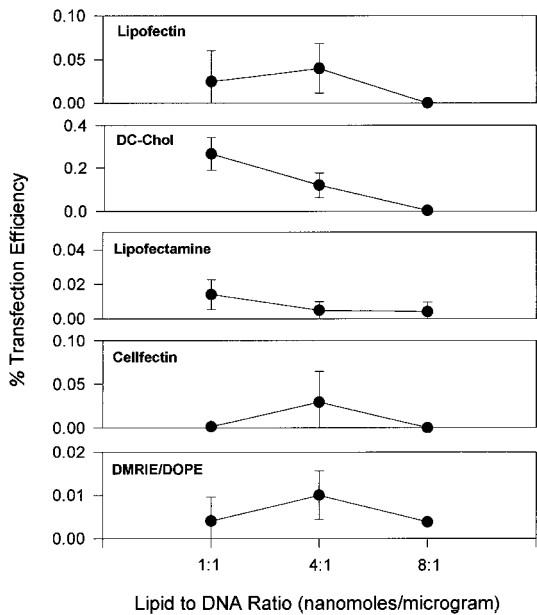 % Transfection Efficiency
0.10
Lipofectin
0.05
0.00
0.4
DC-Chol
0.2
0.0
0.04
Lipofectamine
0.02
0.00
0.10
Cellfectin
0.05
0.00
0.02
DMRIE/DOPE
0.01
0.00
1:1 4:1 8:1
Lipid to DNA Ratio (nanomoles/microgram)